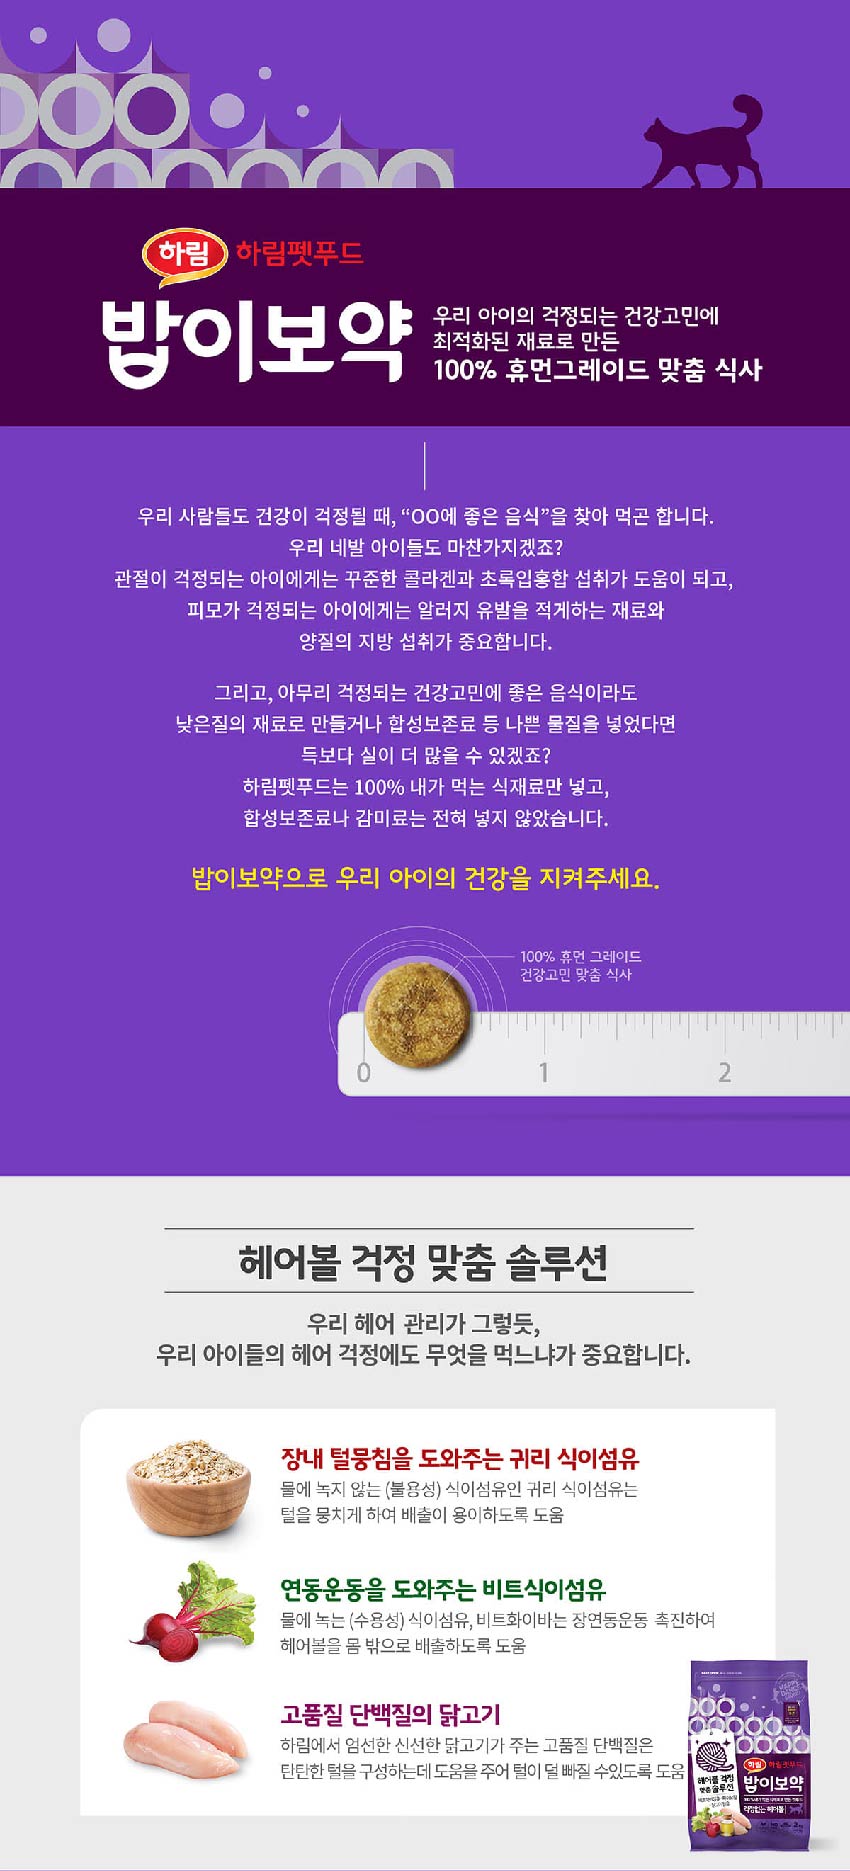 하림 하림펫푸드
밥이보약
우리 아이의 걱정되는 건강고민에
최적화된 재료로 만든
100% 휴먼그레이드 맞춤 식사
우리 사람들도 건강이 걱정될 때, “OO에 좋은 음식”을 찾아 먹곤 합니다.
우리 네발 아이들도 마찬가지겠죠?
관절이 걱정되는 아이에게는 꾸준한 콜라겐과 초록입홍합 섭취가 도움이 되고,
피모가 걱정되는 아이에게는 알러지 유발을 적게하는 재료와
양질의 지방 섭취가 중요합니다.
그리고, 아무리 걱정되는 건강고민에 좋은 음식이라도
낮은질의 재료로 만들거나 합성보존료 등 나쁜 물질을 넣었다면
득보다 실이 더 많을 수 있겠죠?
하림펫푸드는 100% 내가 먹는 식재료만 넣고,
합성보존료나 감미료는 전혀 넣지 않았습니다.
밥이보약으로 우리 아이의 건강을 지켜주세요.
100% 휴먼 그레이드
건강고민 맞춤 식사
0 1 2
헤어볼 걱정 맞춤 솔루션
우리 헤어 관리가 그렇듯,
우리 아이들의 헤어 걱정에도 무엇을 먹느냐가 중요합니다.
장내 털뭉침을 도와주는 귀리 식이섬유
물에 녹지 않는 (불용성) 식이섬유인 귀리 식이섬유는
털을 뭉치게 하여 배출이 용이하도록 도움
연동운동을 도와주는 비트식이섬유
물에 녹는 (수용성) 식이섬유, 비트화이바는 장연동운동 촉진하여
헤어볼을 몸 밖으로 배출하도록 도움
고품질 단백질의 닭고기
하림에서 엄선한 신선한 닭고기가 주는 고품질 단백질은
탄탄한 털을 구성하는데 도움을 주어 털이 덜 빠질 수있도록 도움
헤어볼 걱정
맞춤 솔루션
하림 하림펫푸드
밥이보약
걱정없는 헤어볼